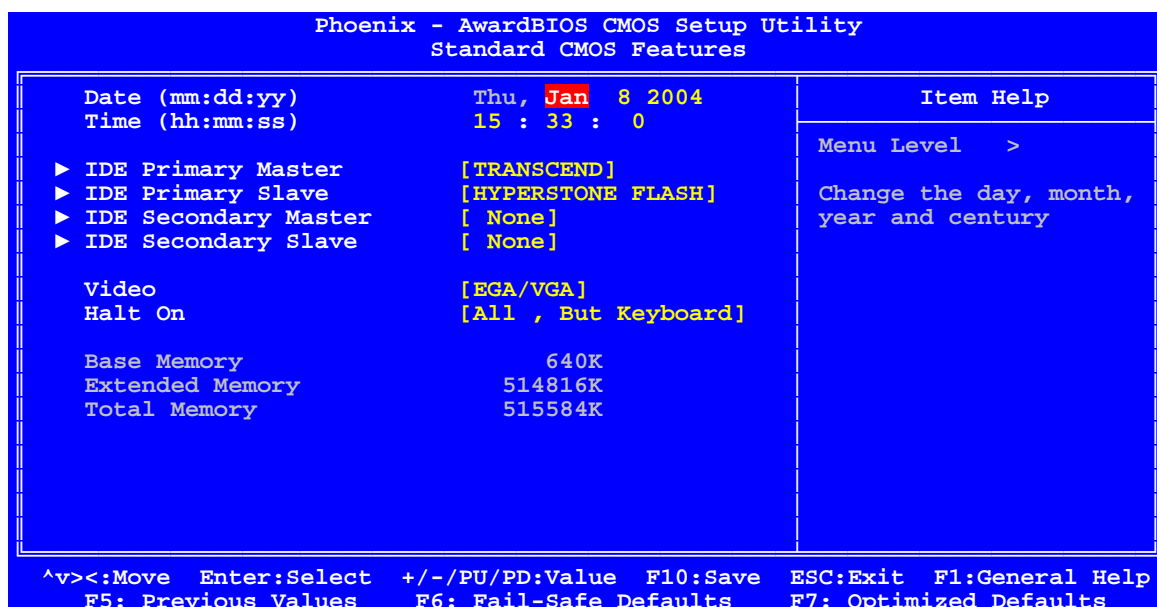 Phoenix - AwardBIOS CMOS Setup Utility
Standard CMOS Features
Date (mm:dd:yy) Thu, Jan 8 2004
Time (hh:mm:ss) 15 : 33 : 0
► IDE Primary Master [TRANSCEND]
► IDE Primary Slave [HYPERSTONE FLASH]
► IDE Secondary Master [ None]
► IDE Secondary Slave [ None]
Video [EGA/VGA]
Halt On [All , But Keyboard]
Base Memory 640K
Extended Memory 514816K
Total Memory 515584K
Item Help
Menu Level >
Change the day, month,
year and century
^v><:Move Enter:Select +/-/PU/PD:Value F10:Save ESC:Exit F1:General Help
F5: Previous Values F6: Fail-Safe Defaults F7: Optimized Defaults